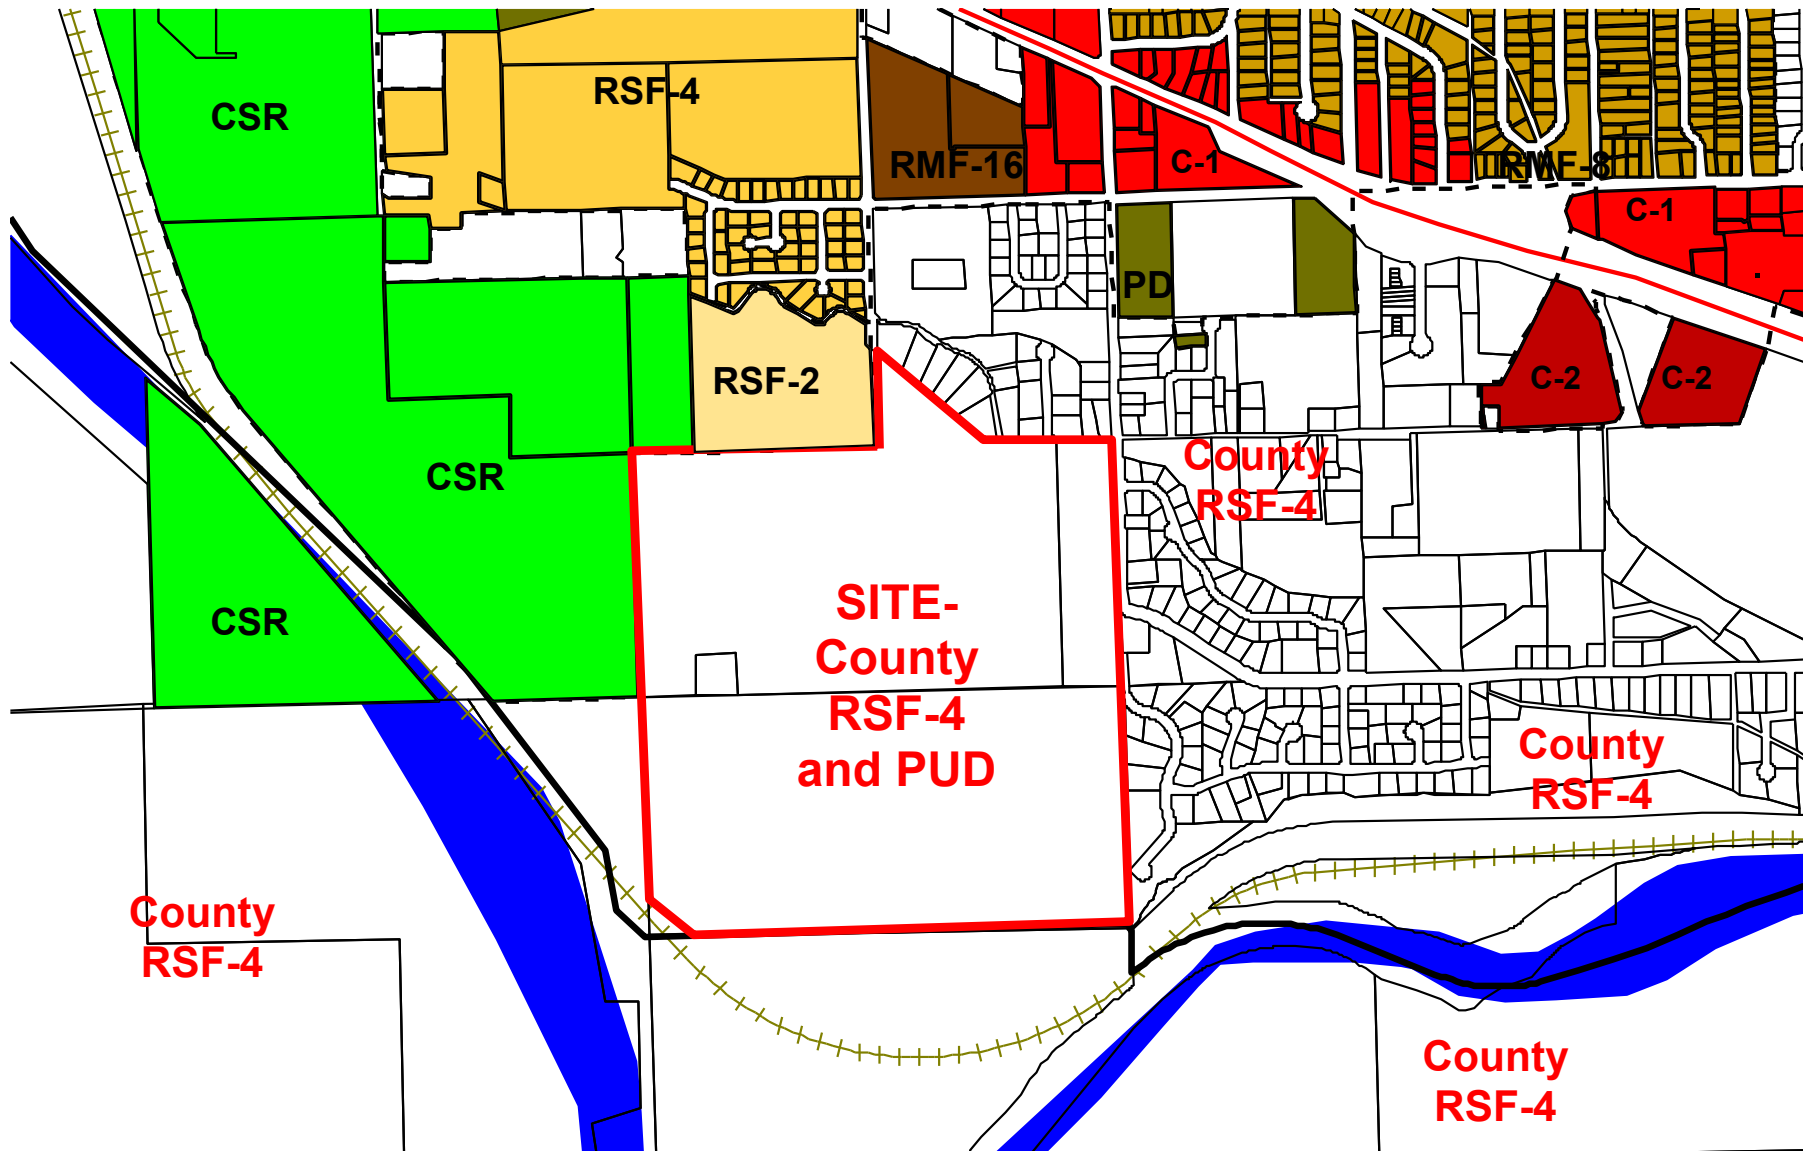 RSF-4
CSR
RMF-16
C-1
RMF-8
C-1
PD
RSF-2
C-2
C-2
CSR
County
RSF-4
CSR
SITE-
County
RSF-4
and PUD
County
RSF-4
County
RSF-4
County
RSF-4